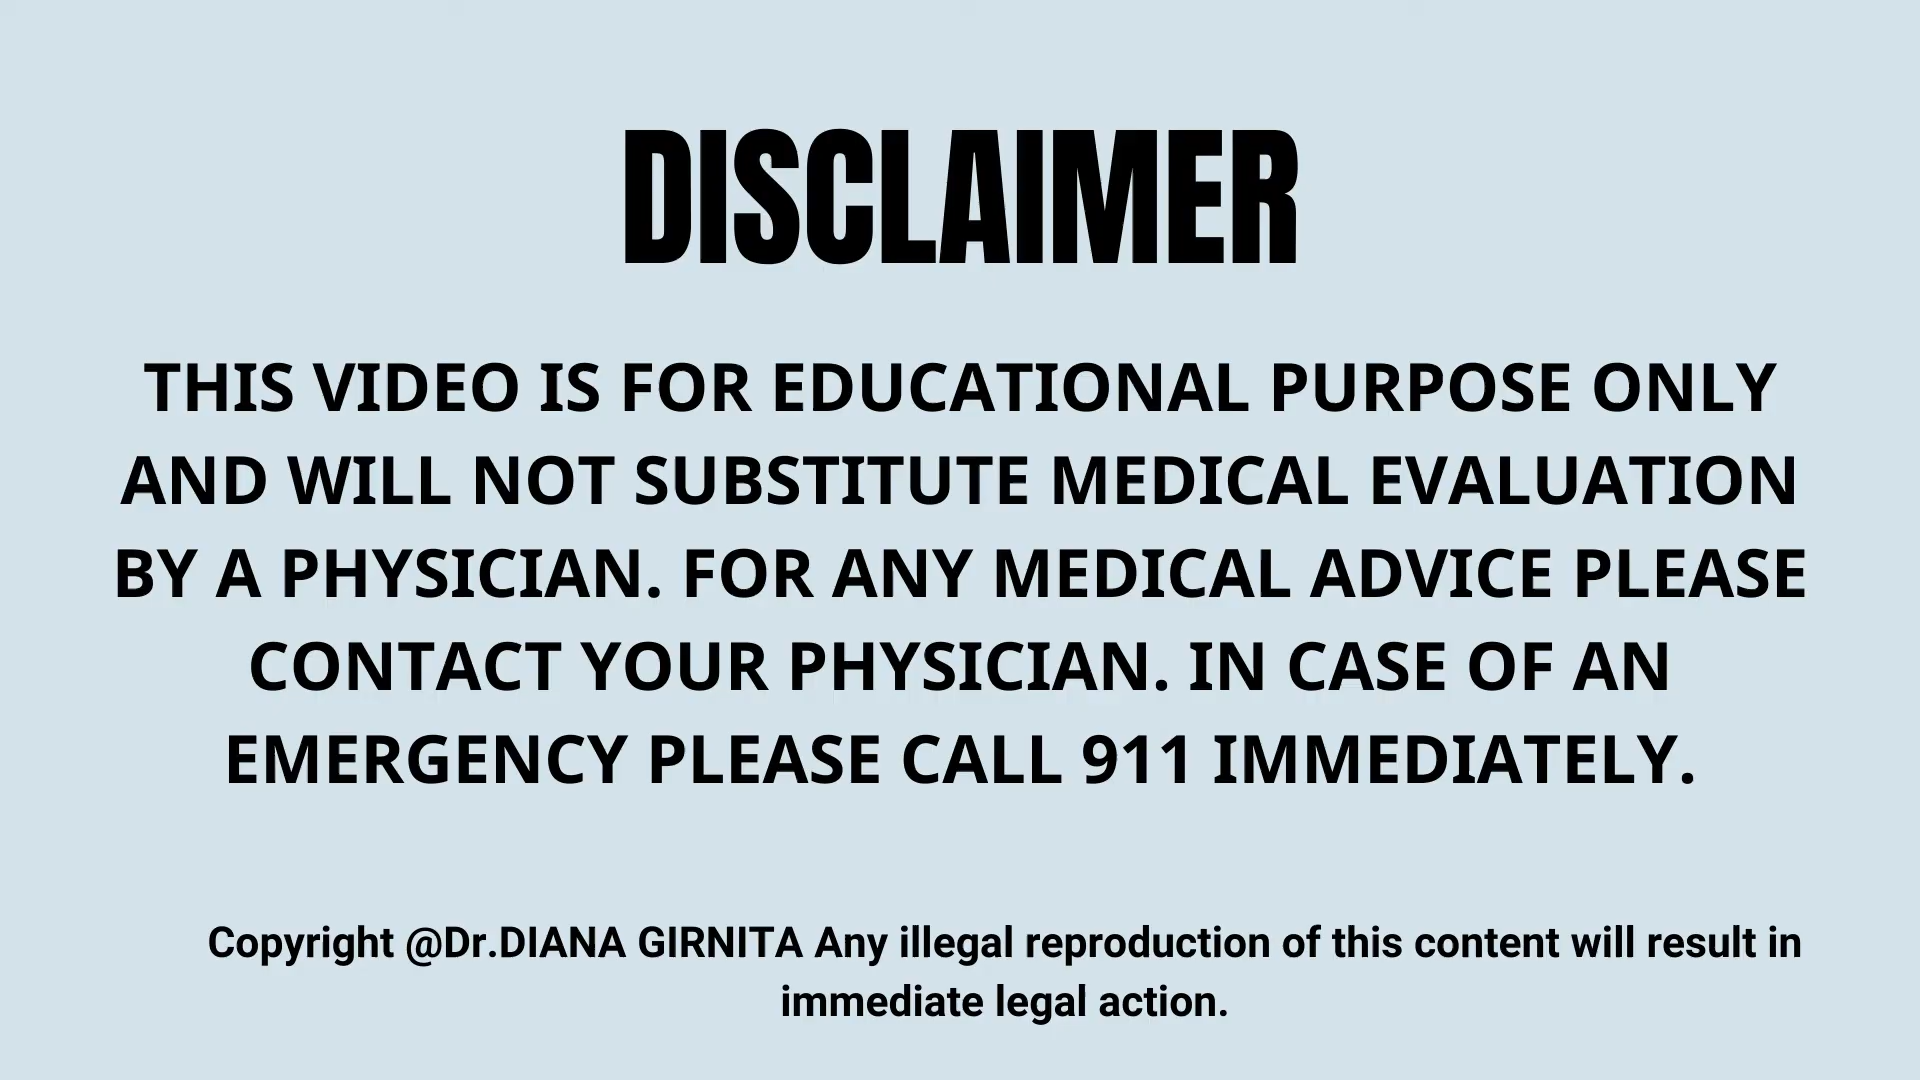 DISCLAIMER
THIS VIDEO IS FOR EDUCATIONAL PURPOSE ONLY
AND WILL NOT SUBSTITUTE MEDICAL EVALUATION
BY A PHYSICIAN. FOR ANY MEDICAL ADVICE PLEASE
CONTACT YOUR PHYSICIAN. IN CASE OF AN
EMERGENCY PLEASE CALL 911 IMMEDIATELY.
Copyright @Dr.DIANA GIRNITA Any illegal reproduction of this content will result in
immediate legal action.